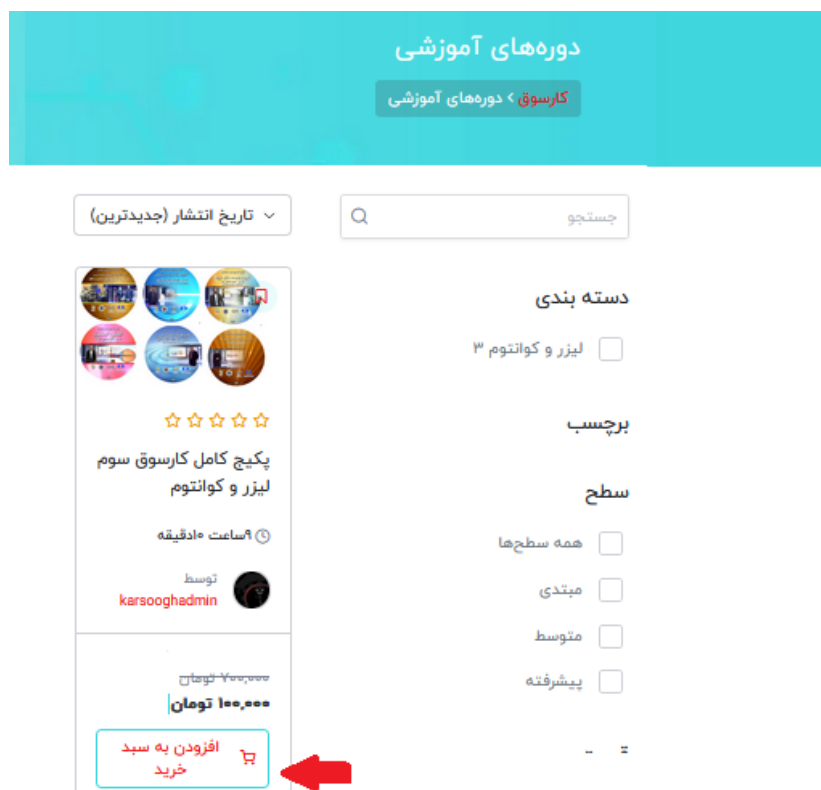 دوره‌های آموزشی
کارسوق > دوره‌های آموزشی
جستجو
تاریخ انتشار (جدیدترین)
دسته بندی
لیزر و کوانتوم ۳
برچسب
سطح
همه سطح‌ها
مبتدی
متوسط
پیشرفته
پکیج کامل کارسوق سوم
لیزر و کوانتوم
۹ساعت ۱۰دقیقه
توسط
karsooghadmin
۷۰۰,۰۰۰ تومان
۱۰۰,۰۰۰ تومان
افزودن به سبد
خرید